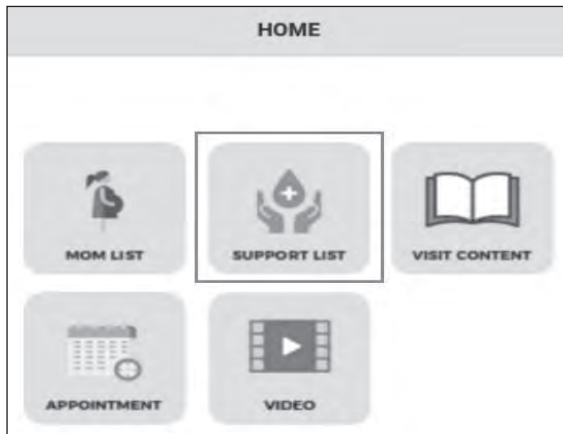 HOME
MOM LIST
SUPPORT LIST
VISIT CONTENT
APPOINTMENT
VIDEO